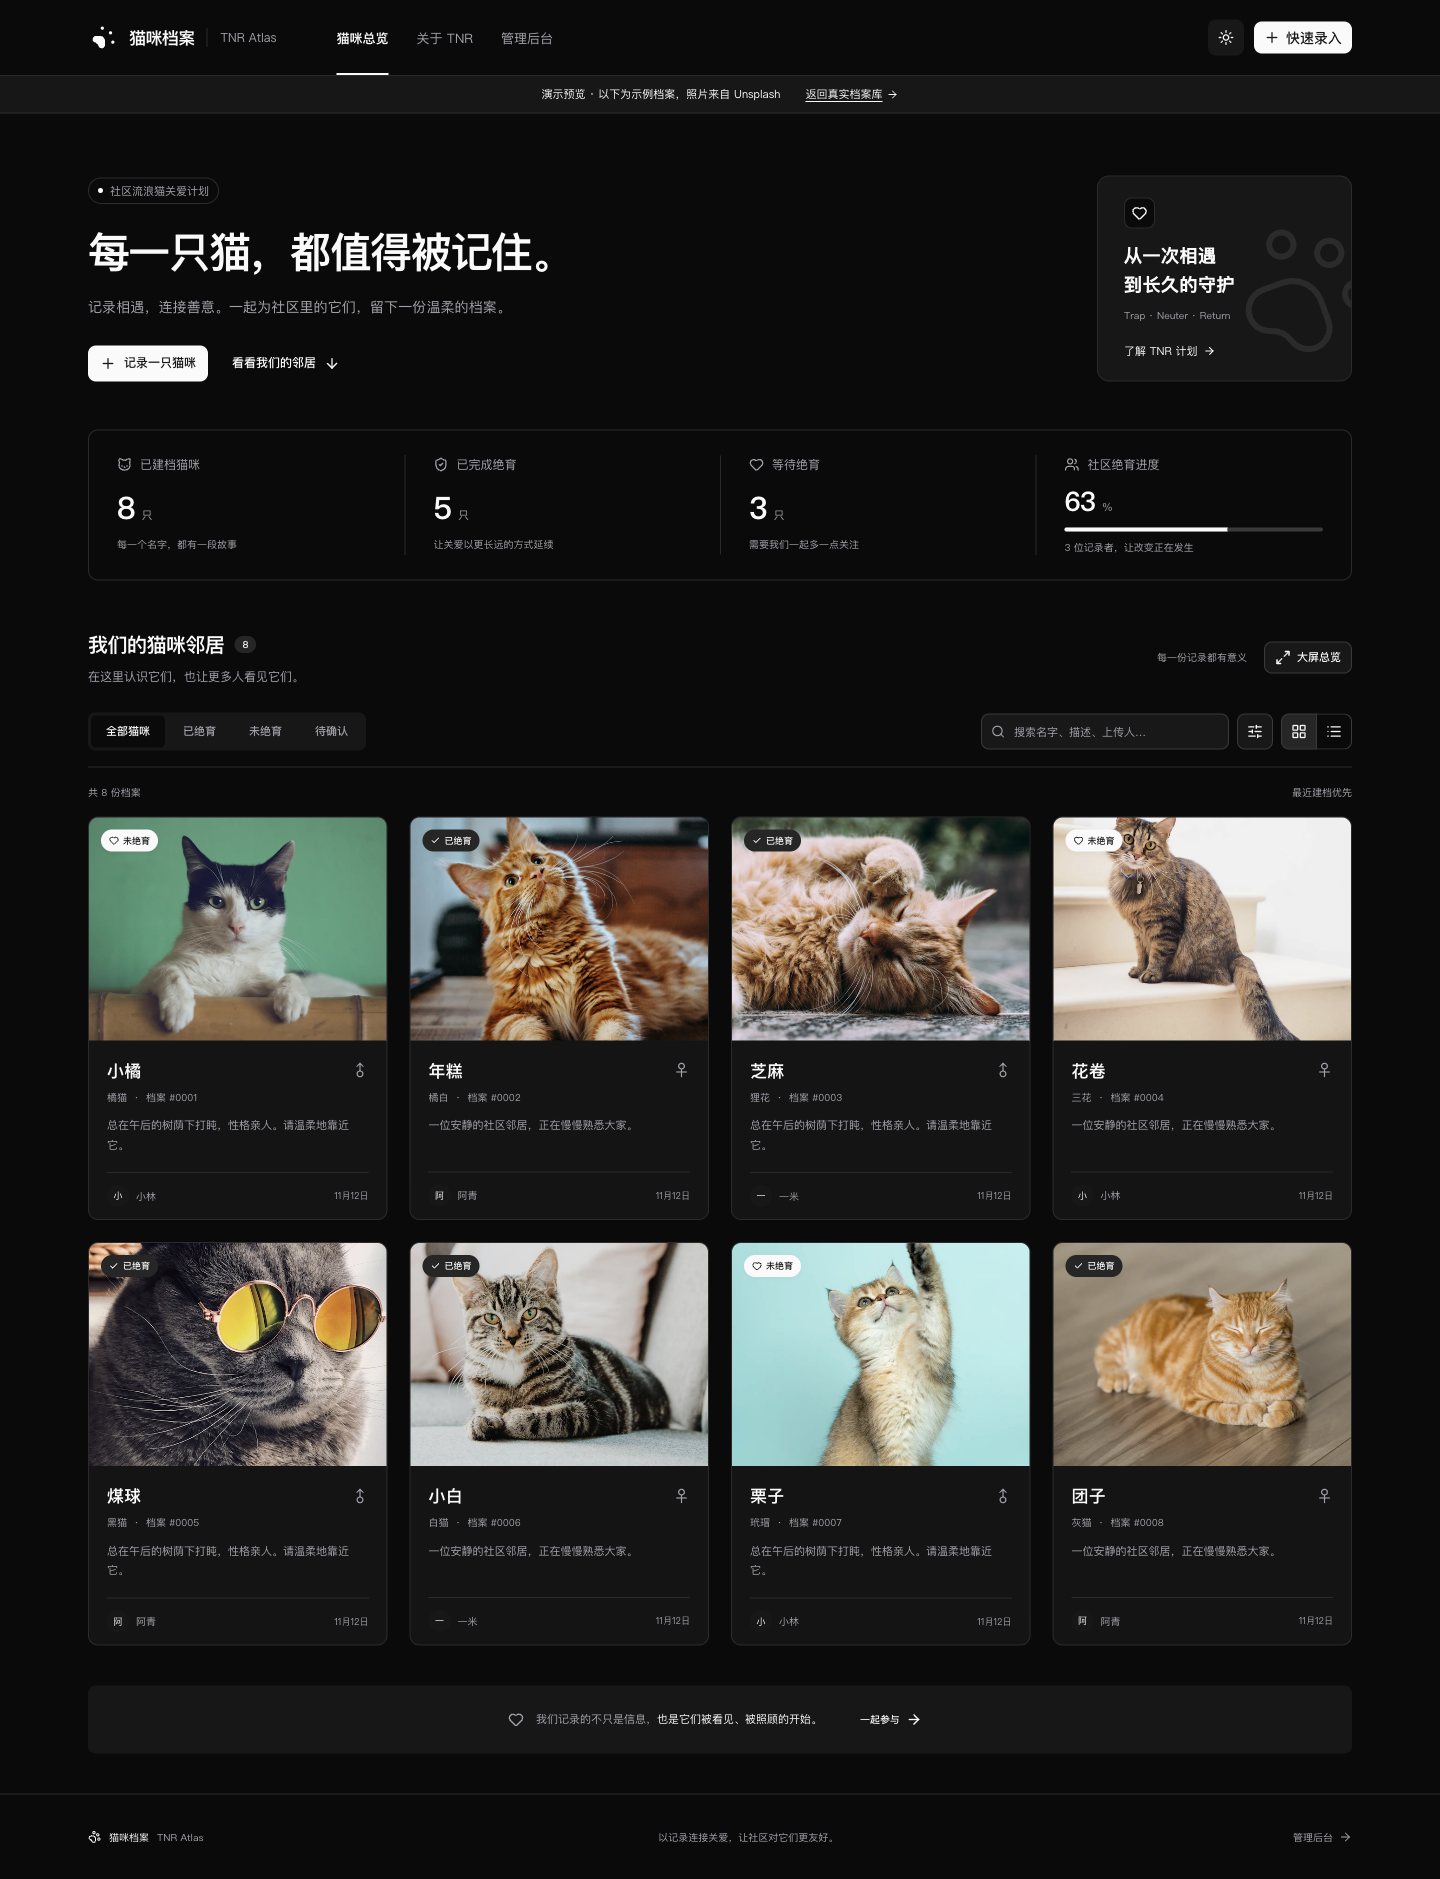 猫咪档案 TNR Atlas 猫咪总览 关于 TNR 管理后台 快速录入
演示预览 · 以下为示例档案，照片来自 Unsplash 返回真实档案库 →
社区流浪猫关爱计划
每一只猫，都值得被记住。
记录相遇，连接善意。一起为社区里的它们，留下一份温柔的档案。
记录一只猫咪 看看我们的邻居 ↓
从一次相遇
到长久的守护
Trap · Neuter · Return
了解 TNR 计划 →
已建档猫咪
8 只
每一个名字，都有一段故事
已完成绝育
5 只
让关爱以更长远的方式延续
等待绝育
3 只
需要我们一起多一点关注
社区绝育进度
63 %
3 位记录者，让改变正在发生
我们的猫咪邻居 8
在这里认识它们，也让更多人看见它们。
每一份记录都有意义 大屏总览
全部猫咪 已绝育 未绝育 待确认
搜索名字、描述、上传人...
共 8 份档案 最近建档优先
未绝育
小橘
橘猫 · 档案 #0001
总在午后的树荫下打盹，性格亲人。请温柔地靠近
它。
小 小林 11月12日
已绝育
年糕
橘白 · 档案 #0002
一位安静的社区邻居，正在慢慢熟悉大家。
阿 阿青 11月12日
已绝育
芝麻
狸花 · 档案 #0003
总在午后的树荫下打盹，性格亲人。请温柔地靠近
它。
一 一米 11月12日
未绝育
花卷
三花 · 档案 #0004
一位安静的社区邻居，正在慢慢熟悉大家。
小 小林 11月12日
已绝育
煤球
黑猫 · 档案 #0005
总在午后的树荫下打盹，性格亲人。请温柔地靠近
它。
阿 阿青 11月12日
已绝育
小白
白猫 · 档案 #0006
一位安静的社区邻居，正在慢慢熟悉大家。
一 一米 11月12日
未绝育
栗子
玳瑁 · 档案 #0007
总在午后的树荫下打盹，性格亲人。请温柔地靠近
它。
小 小林 11月12日
已绝育
团子
灰猫 · 档案 #0008
一位安静的社区邻居，正在慢慢熟悉大家。
阿 阿青 11月12日
我们记录的不只是信息，也是它们被看见、被照顾的开始。 一起参与 →
猫咪档案 TNR Atlas 以记录连接关爱，让社区对它们更友好。 管理后台 →